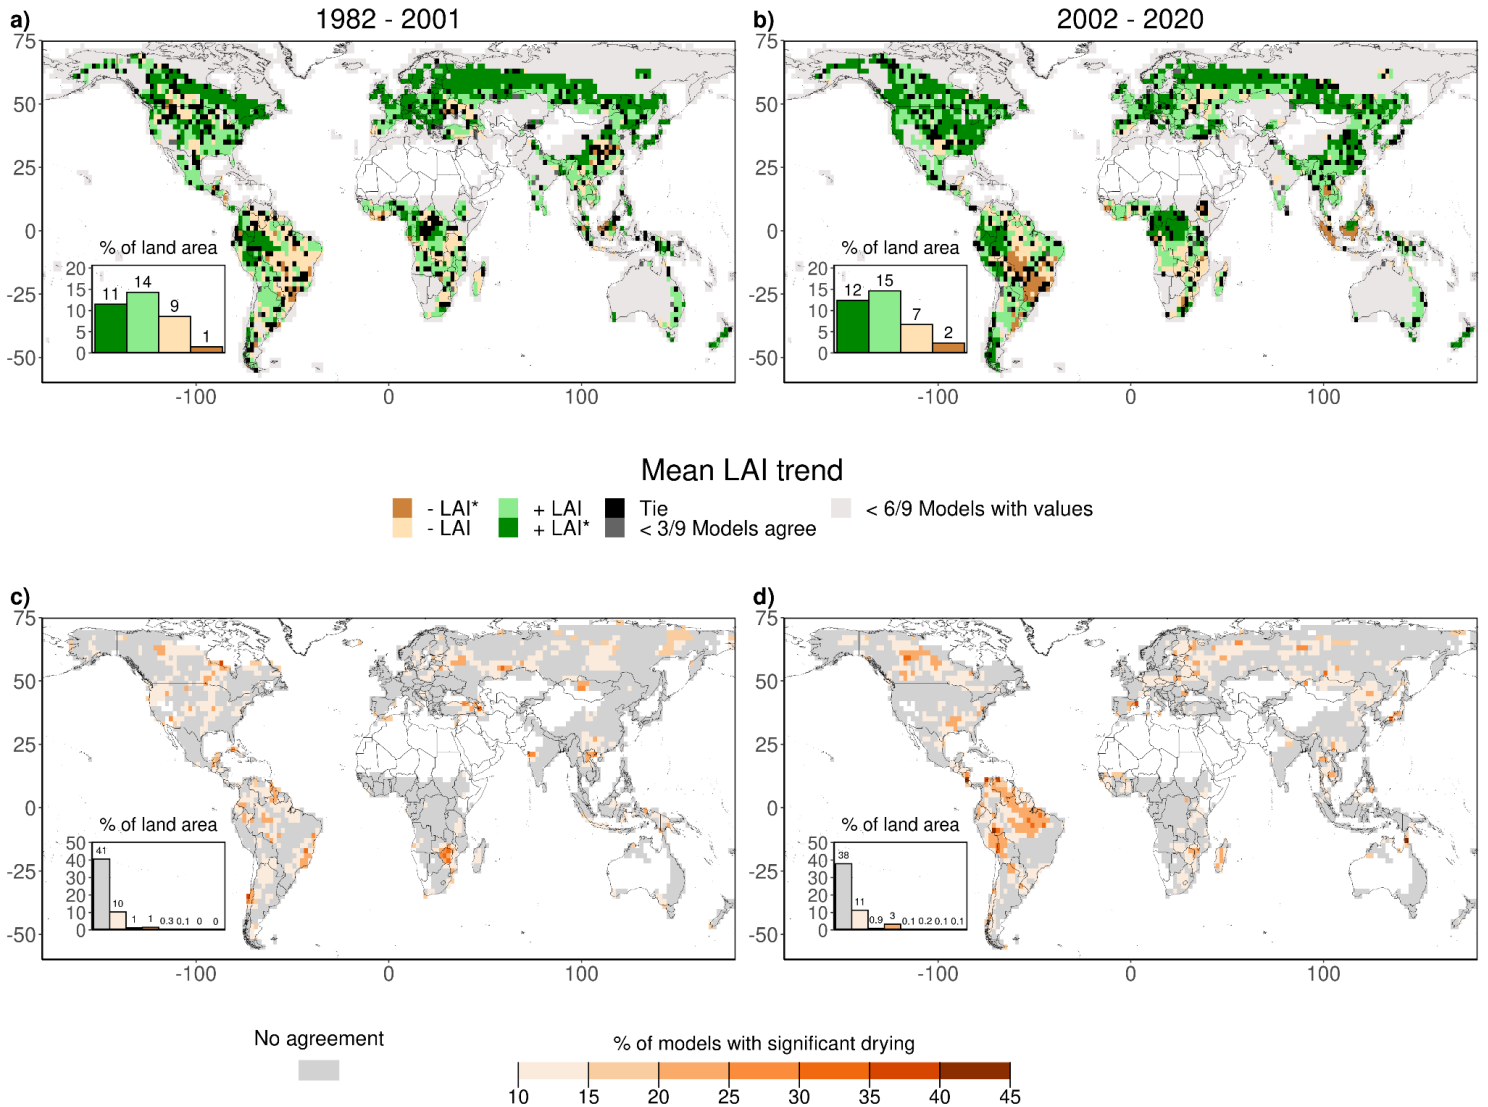 a) 1982 - 2001
b) 2002 - 2020
75
50
25
0
-25
-50
-100 0 100
% of land area
20
15
10
5
0
11 14 9 1
75
50
25
0
-25
-50
-100 0 100
% of land area
20
15
10
5
0
12 15 7 2
Mean LAI trend
- LAI* + LAI Tie < 6/9 Models with values
- LAI + LAI* < 3/9 Models agree
c)
75
50
25
0
-25
-50
-100 0 100
% of land area
50
40
30
20
10
0
41 10 1 1 0.3 0.1 0 0
d)
75
50
25
0
-25
-50
-100 0 100
% of land area
50
40
30
20
10
0
38 11 0.9 3 0.1 0.2 0.1 0.1
No agreement
% of models with significant drying
10 15 20 25 30 35 40 45